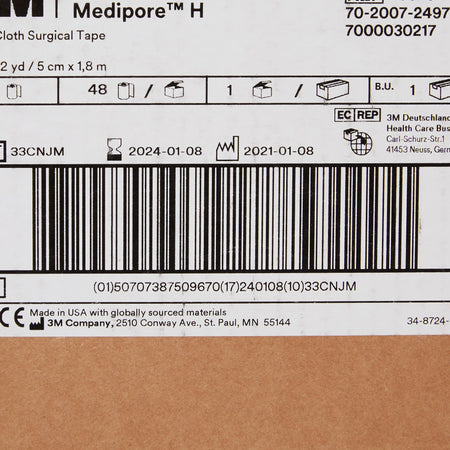 Medipore™ H
Cloth Surgical Tape
2 yd / 5 cm x 1,8 m
70-2007-2497
7000030217
48 / 1 / B.U. 1
EC REP 3M Deutschland
Health Care Bus
Carl-Schurz-Str.1
41453 Neuss, Germ
33CNJM 2024-01-08 2021-01-08
(01)50707387509670(17)240108(10)33CNJM
CE Made in USA with globally sourced materials
3M Company, 2510 Conway Ave., St. Paul, MN 55144
34-8724-